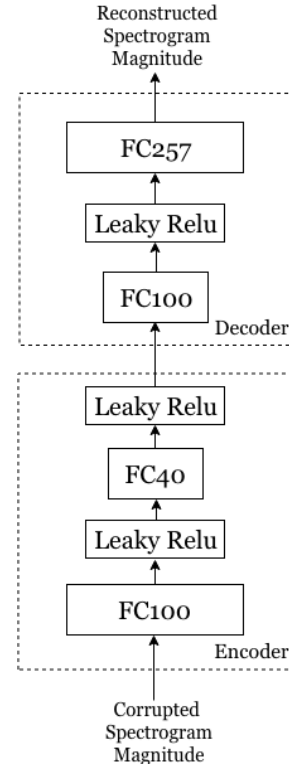 Reconstructed
Spectrogram
Magnitude
FC257
Leaky Relu
FC100
Decoder
Leaky Relu
FC40
Leaky Relu
FC100
Encoder
Corrupted
Spectrogram
Magnitude